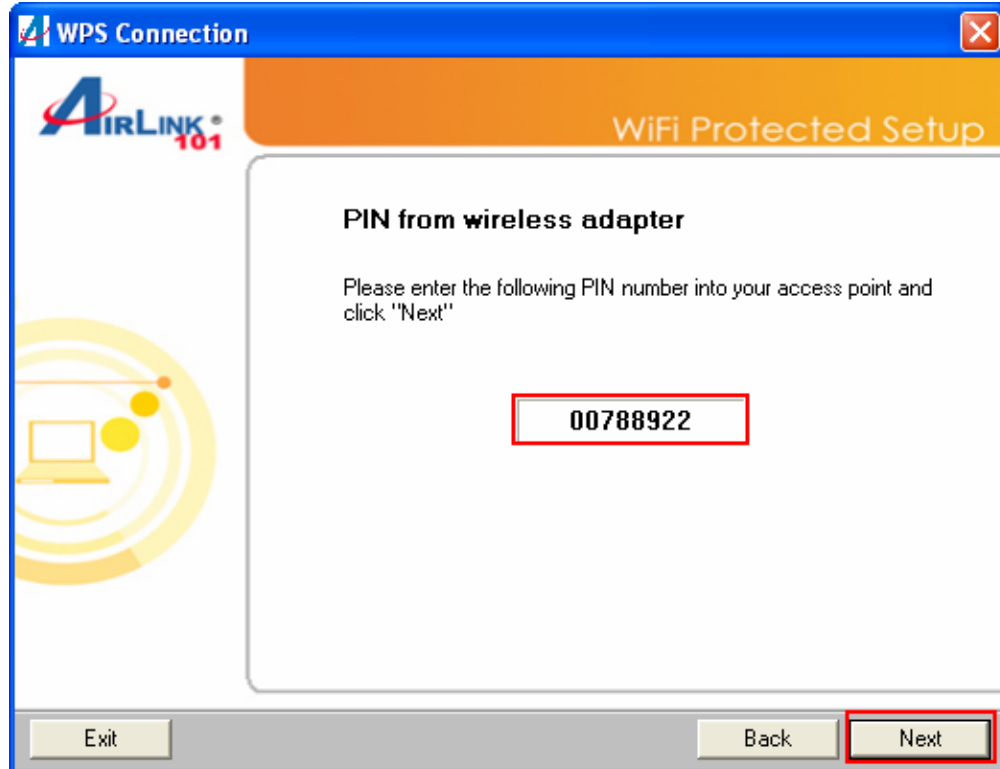 WPS Connection
AIRLINK®
101
WiFi Protected Setup
PIN from wireless adapter
Please enter the following PIN number into your access point and
click "Next"
00788922
Exit
Back
Next